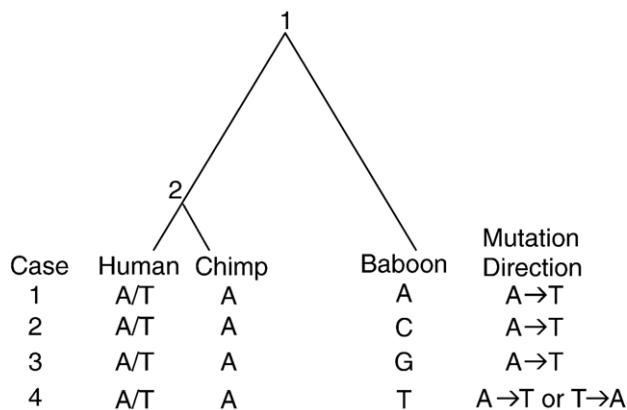 1
2
Mutation
Case Human Chimp Baboon Direction
1 A/T A A A→T
2 A/T A C A→T
3 A/T A G A→T
4 A/T A T A→T or T→A